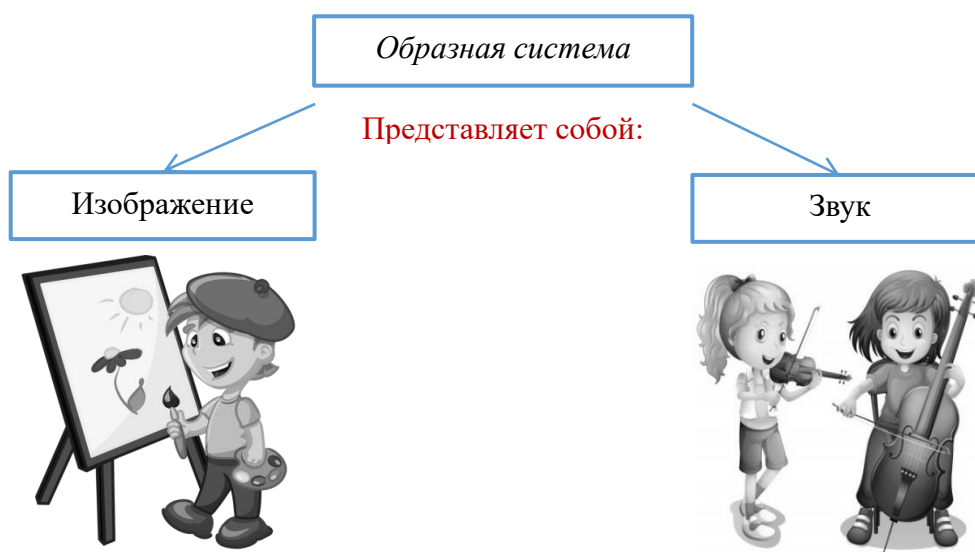 Образная система
Представляет собой:
Изображение
Звук